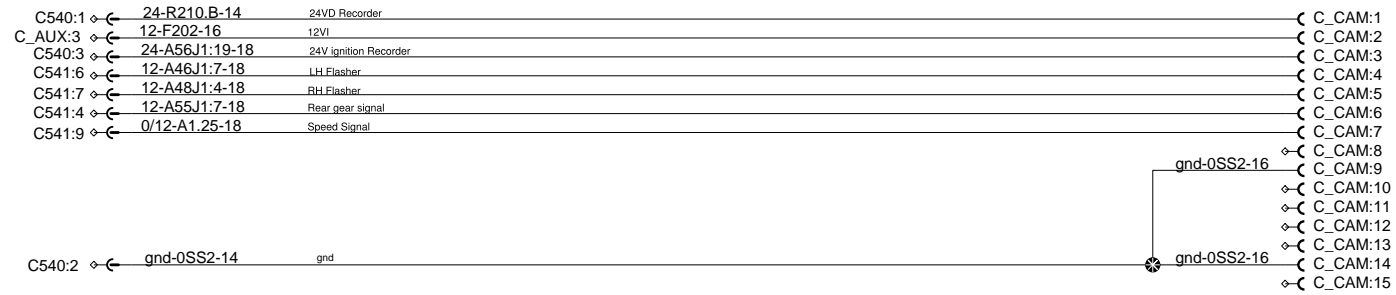 C540:1 24-R210.B-14 24VD Recorder C_CAM:1
C_AUX:3 12-F202-16 12VI C_CAM:2
C540:3 24-A56J1:19-18 24V ignition Recorder C_CAM:3
C541:6 12-A46J1:7-18 LH Flasher C_CAM:4
C541:7 12-A48J1:4-18 RH Flasher C_CAM:5
C541:4 12-A55J1:7-18 Rear gear signal C_CAM:6
C541:9 0/12-A1.25-18 Speed Signal C_CAM:7
C_CAM:8
gnd-0SS2-16 C_CAM:9
C_CAM:10
C_CAM:11
C_CAM:12
C_CAM:13
C540:2 gnd-0SS2-14 gnd gnd-0SS2-16 C_CAM:14
C_CAM:15